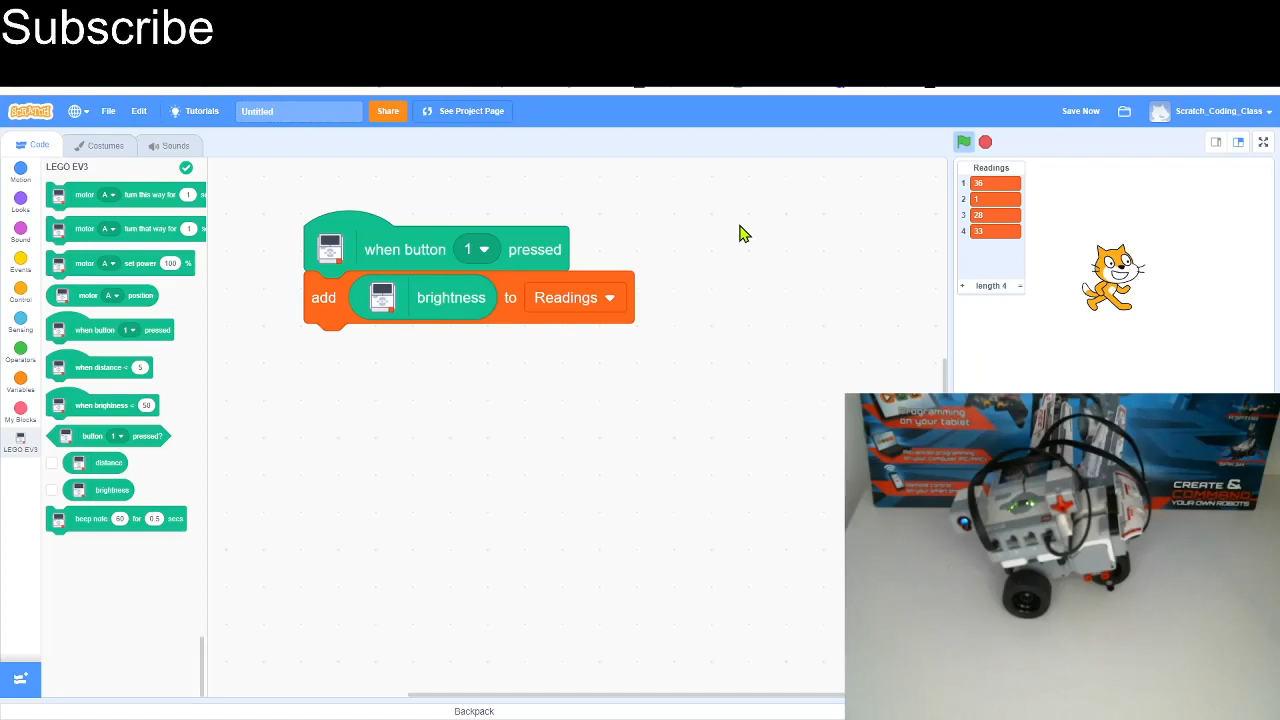 Subscribe
SCRATCH
File Edit Tutorials Untitled Share See Project Page Save Now Scratch_Coding_Class
Code Costumes Sounds
Motion
Looks
Sound
Events
Control
Sensing
Operators
Variables
My Blocks
LEGO EV3
LEGO EV3
motor A turn this way for 1 se
motor A turn that way for 1 se
motor A set power 100 %
motor A position
when button 1 pressed
when distance < 5
when brightness < 50
button 1 pressed?
distance
brightness
beep note 60 for 0.5 secs
when button 1 pressed
add brightness to Readings
Readings
1 36
2 1
3 28
4 33
+ length 4 =
Programming
on your tablet
CREATE &
COMMAND
YOUR OWN ROBOTS
Backpack